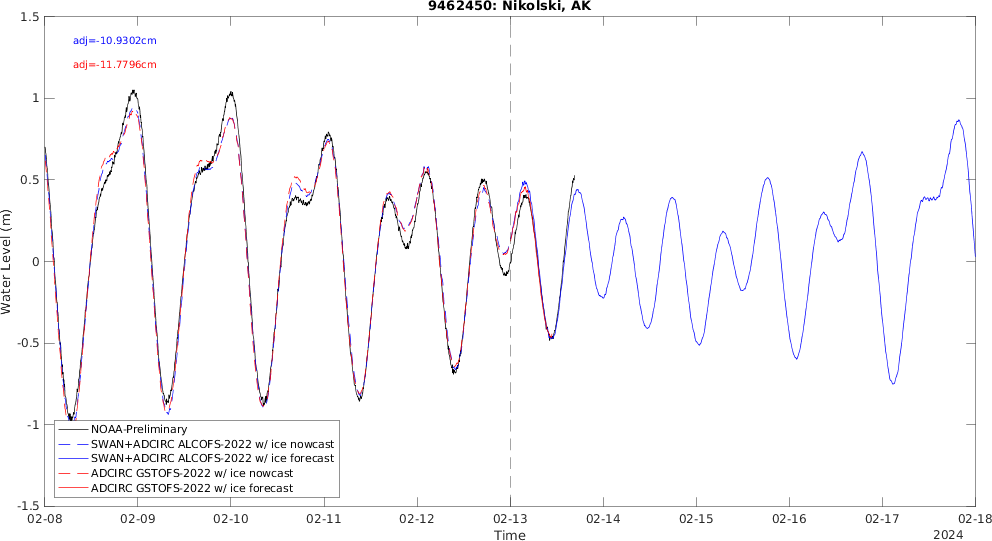 9462450: Nikolski, AK
adj=-10.9302cm
adj=-11.7796cm
Water Level (m)
1.5
1
0.5
0
-0.5
-1
-1.5
NOAA-Preliminary
SWAN+ADCIRC ALCOFS-2022 w/ ice nowcast
SWAN+ADCIRC ALCOFS-2022 w/ ice forecast
ADCIRC GSTOFS-2022 w/ ice nowcast
ADCIRC GSTOFS-2022 w/ ice forecast
02-08 02-09 02-10 02-11 02-12 02-13 02-14 02-15 02-16 02-17 02-18
Time
2024